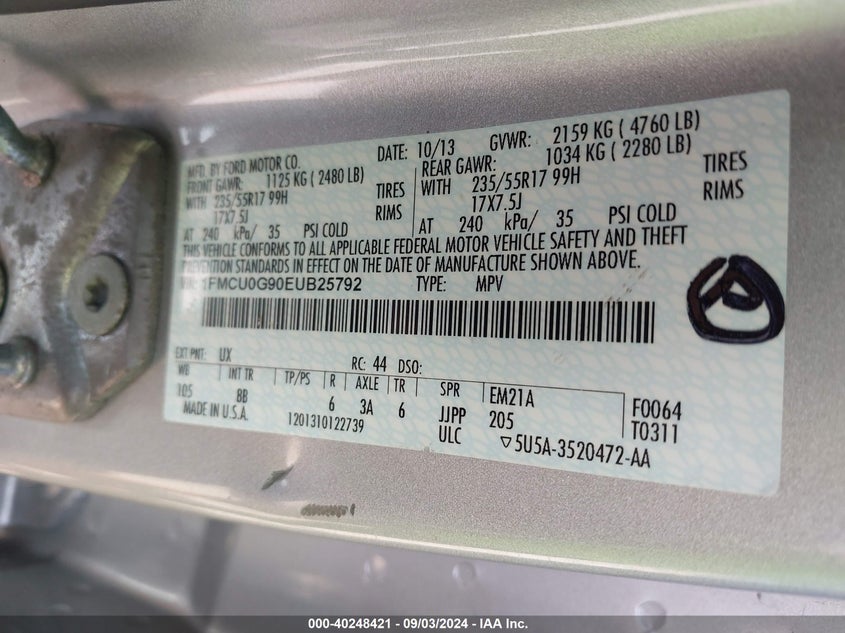 MFD. BY FORD MOTOR CO. DATE: 10/13 GVWR: 2159 KG ( 4760 LB)
FRONT GAWR: 1125 KG ( 2480 LB) REAR GAWR: 1034 KG ( 2280 LB)
WITH 235/55R17 99H TIRES WITH 235/55R17 99H TIRES
17X7.5J RIMS 17X7.5J RIMS
AT 240 kPa/ 35 PSI COLD AT 240 kPa/ 35 PSI COLD
THIS VEHICLE CONFORMS TO ALL APPLICABLE FEDERAL MOTOR VEHICLE SAFETY AND THEFT
PREVENTION STANDARDS IN EFFECT ON THE DATE OF MANUFACTURE SHOWN ABOVE.
VIN: 1FMCU0G90EUB25792 TYPE: MPV
EXT PNT: UX RC: 44 DSO:
WB INT TR TP/PS R AXLE TR SPR EM21A F0064
105 BB 6 3A 6 JJPP 205 T0311
MADE IN U.S.A. 1201310122739 ULC ▽5U5A-3520472-AA
000-40248421 - 09/03/2024 - IAA Inc.